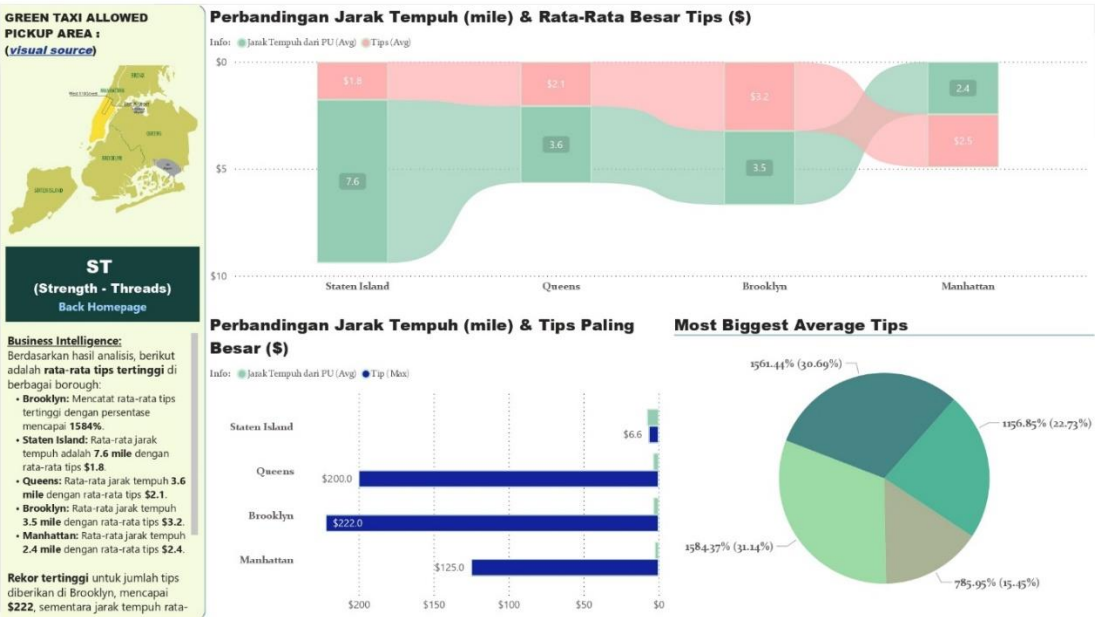 GREEN TAXI ALLOWED
PICKUP AREA :
(visual source)
STATEN ISLAND
BROOKLYN
QUEENS
ST
(Strength - Threads)
Back Homepage
Business Intelligence:
Berdasarkan hasil analisis, berikut
adalah rata-rata tips tertinggi di
berbagai borough:
• Brooklyn: Mencatat rata-rata tips
tertinggi dengan persentase
mencapai 1584%.
• Staten Island: Rata-rata jarak
tempuh adalah 7.6 mile dengan
rata-rata tips $1.8.
• Queens: Rata-rata jarak tempuh 3.6
mile dengan rata-rata tips $2.1.
• Brooklyn: Rata-rata jarak tempuh
3.5 mile dengan rata-rata tips $3.2.
• Manhattan: Rata-rata jarak tempuh
2.4 mile dengan rata-rata tips $2.4.
Rekor tertinggi untuk jumlah tips
diberikan di Brooklyn, mencapai
$222, sementara jarak tempuh rata-
Perbandingan Jarak Tempuh (mile) & Rata-Rata Besar Tips ($)
Info: Jarak Tempuh dari PU (Avg) Tips (Avg)
$0
$5
$10
$1.8
7.6
$2.1
3.6
$3.2
3.5
2.4
$2.5
Staten Island
Queens
Brooklyn
Manhattan
Perbandingan Jarak Tempuh (mile) & Tips Paling
Besar ($)
Info: Jarak Tempuh dari PU (Avg) Tip (Max)
Staten Island
$6.6
Queens
$200.0
Brooklyn
$222.0
Manhattan
$125.0
$200
$150
$100
$50
$0
Most Biggest Average Tips
1561.44% (30.69%)
1156.85% (22.73%)
1584.37% (31.14%)
785.95% (15.45%)